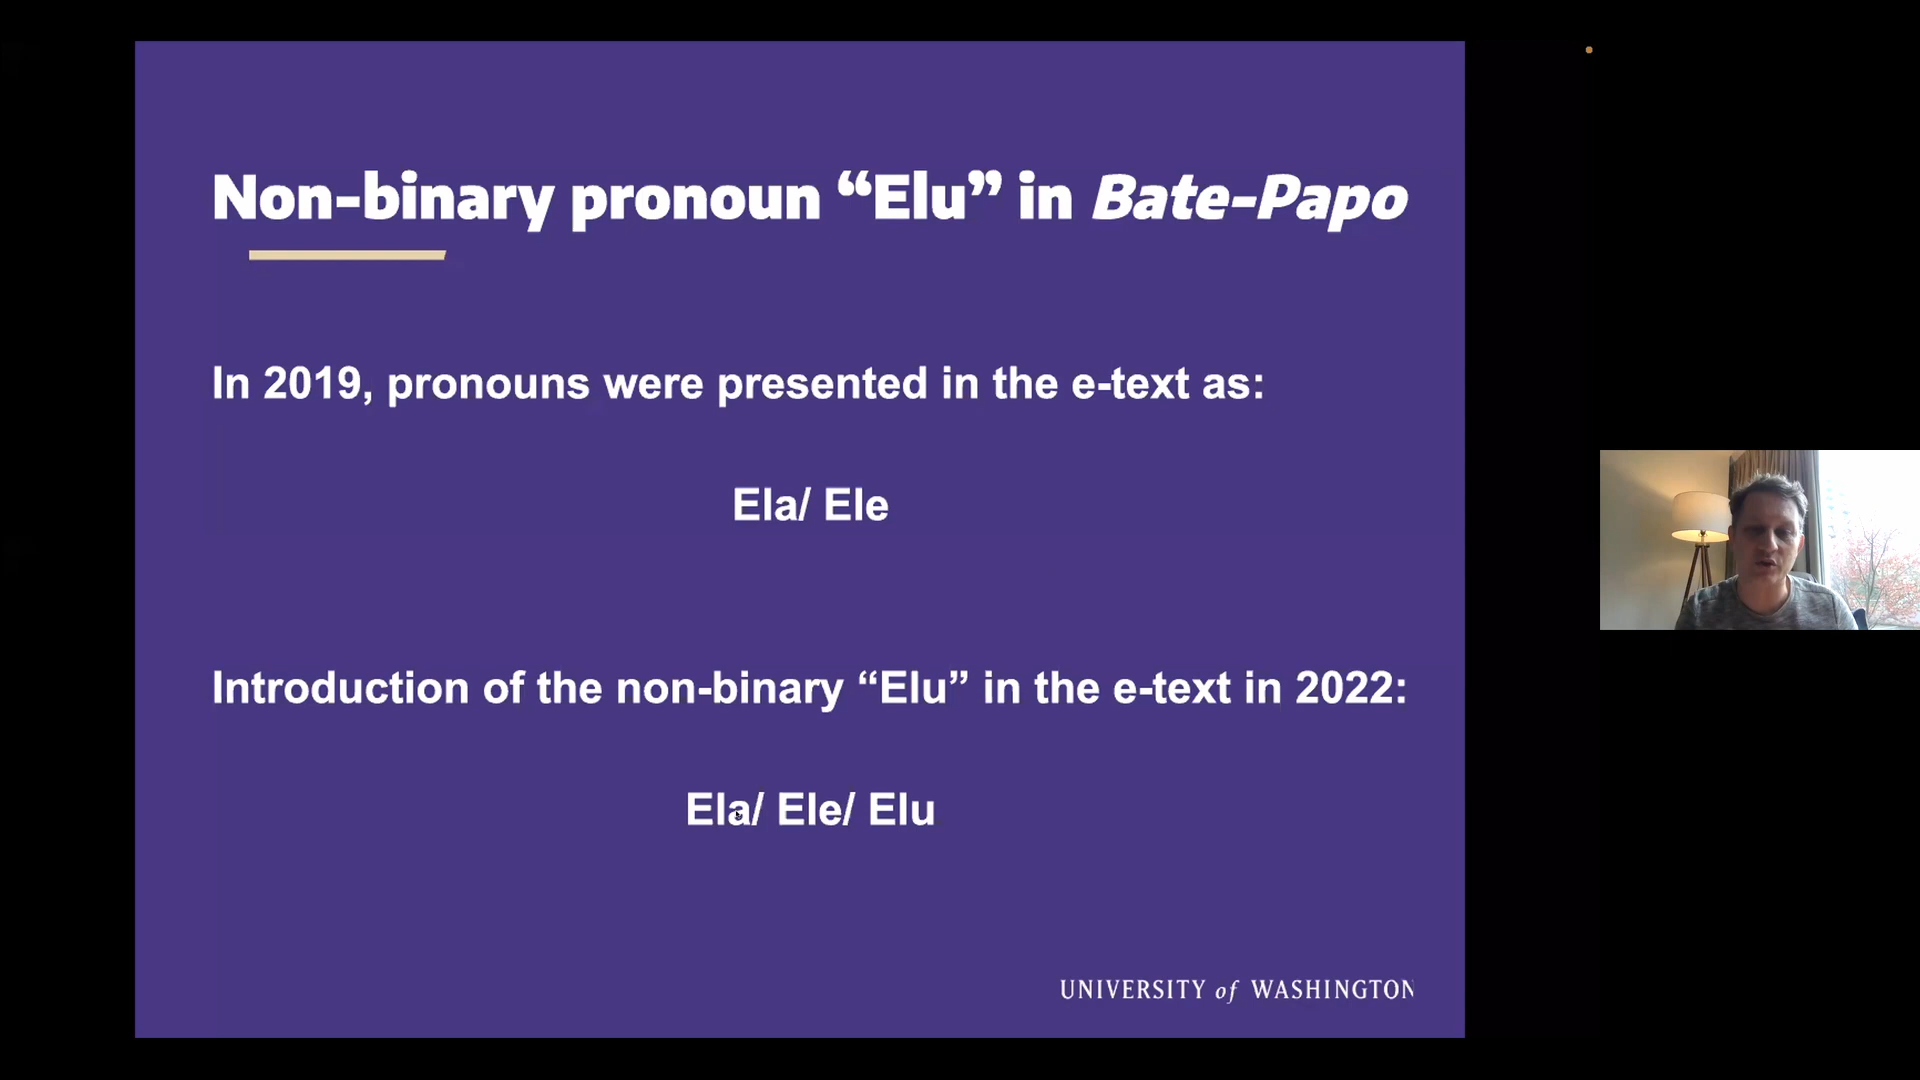 Non-binary pronoun “Elu” in Bate-Papo
In 2019, pronouns were presented in the e-text as:
Ela/ Ele
Introduction of the non-binary “Elu” in the e-text in 2022:
Ela/ Ele/ Elu
UNIVERSITY of WASHINGTON